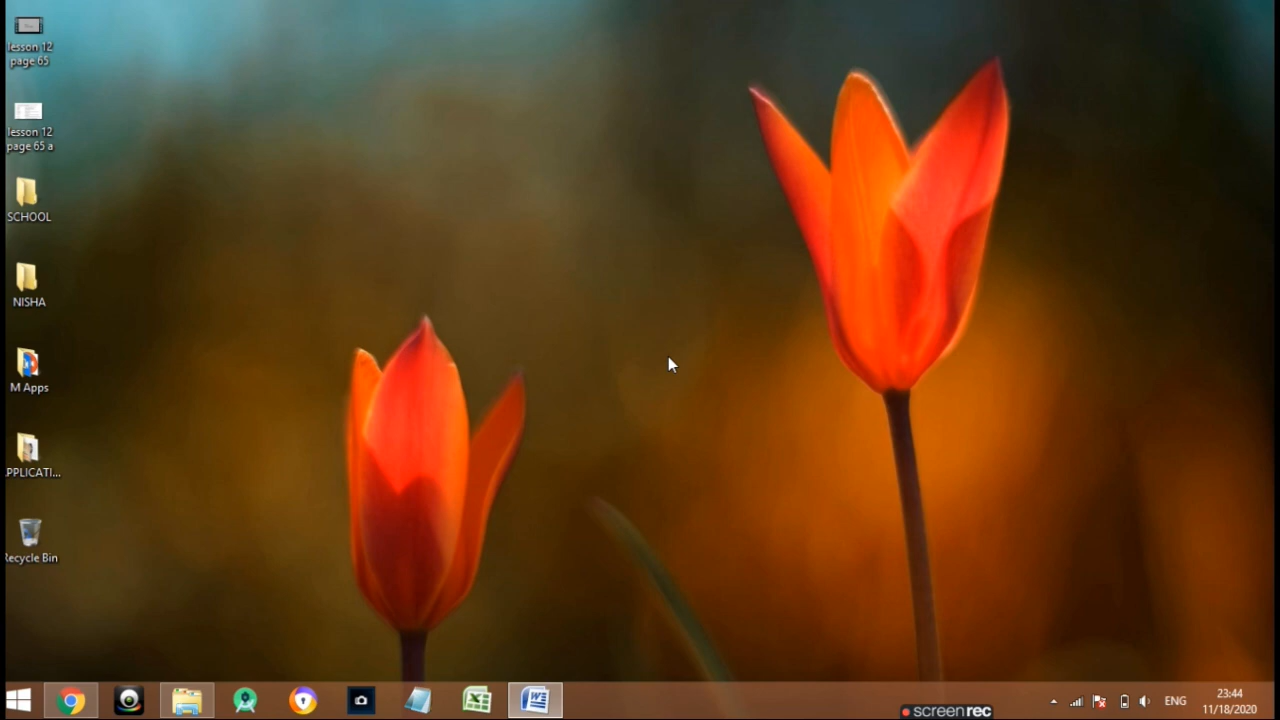 lesson 12
page 65
lesson 12
page 65 a
SCHOOL
NISHA
M Apps
PPLICATI...
Recycle Bin
screenrec
ENG
23:44
11/18/2020